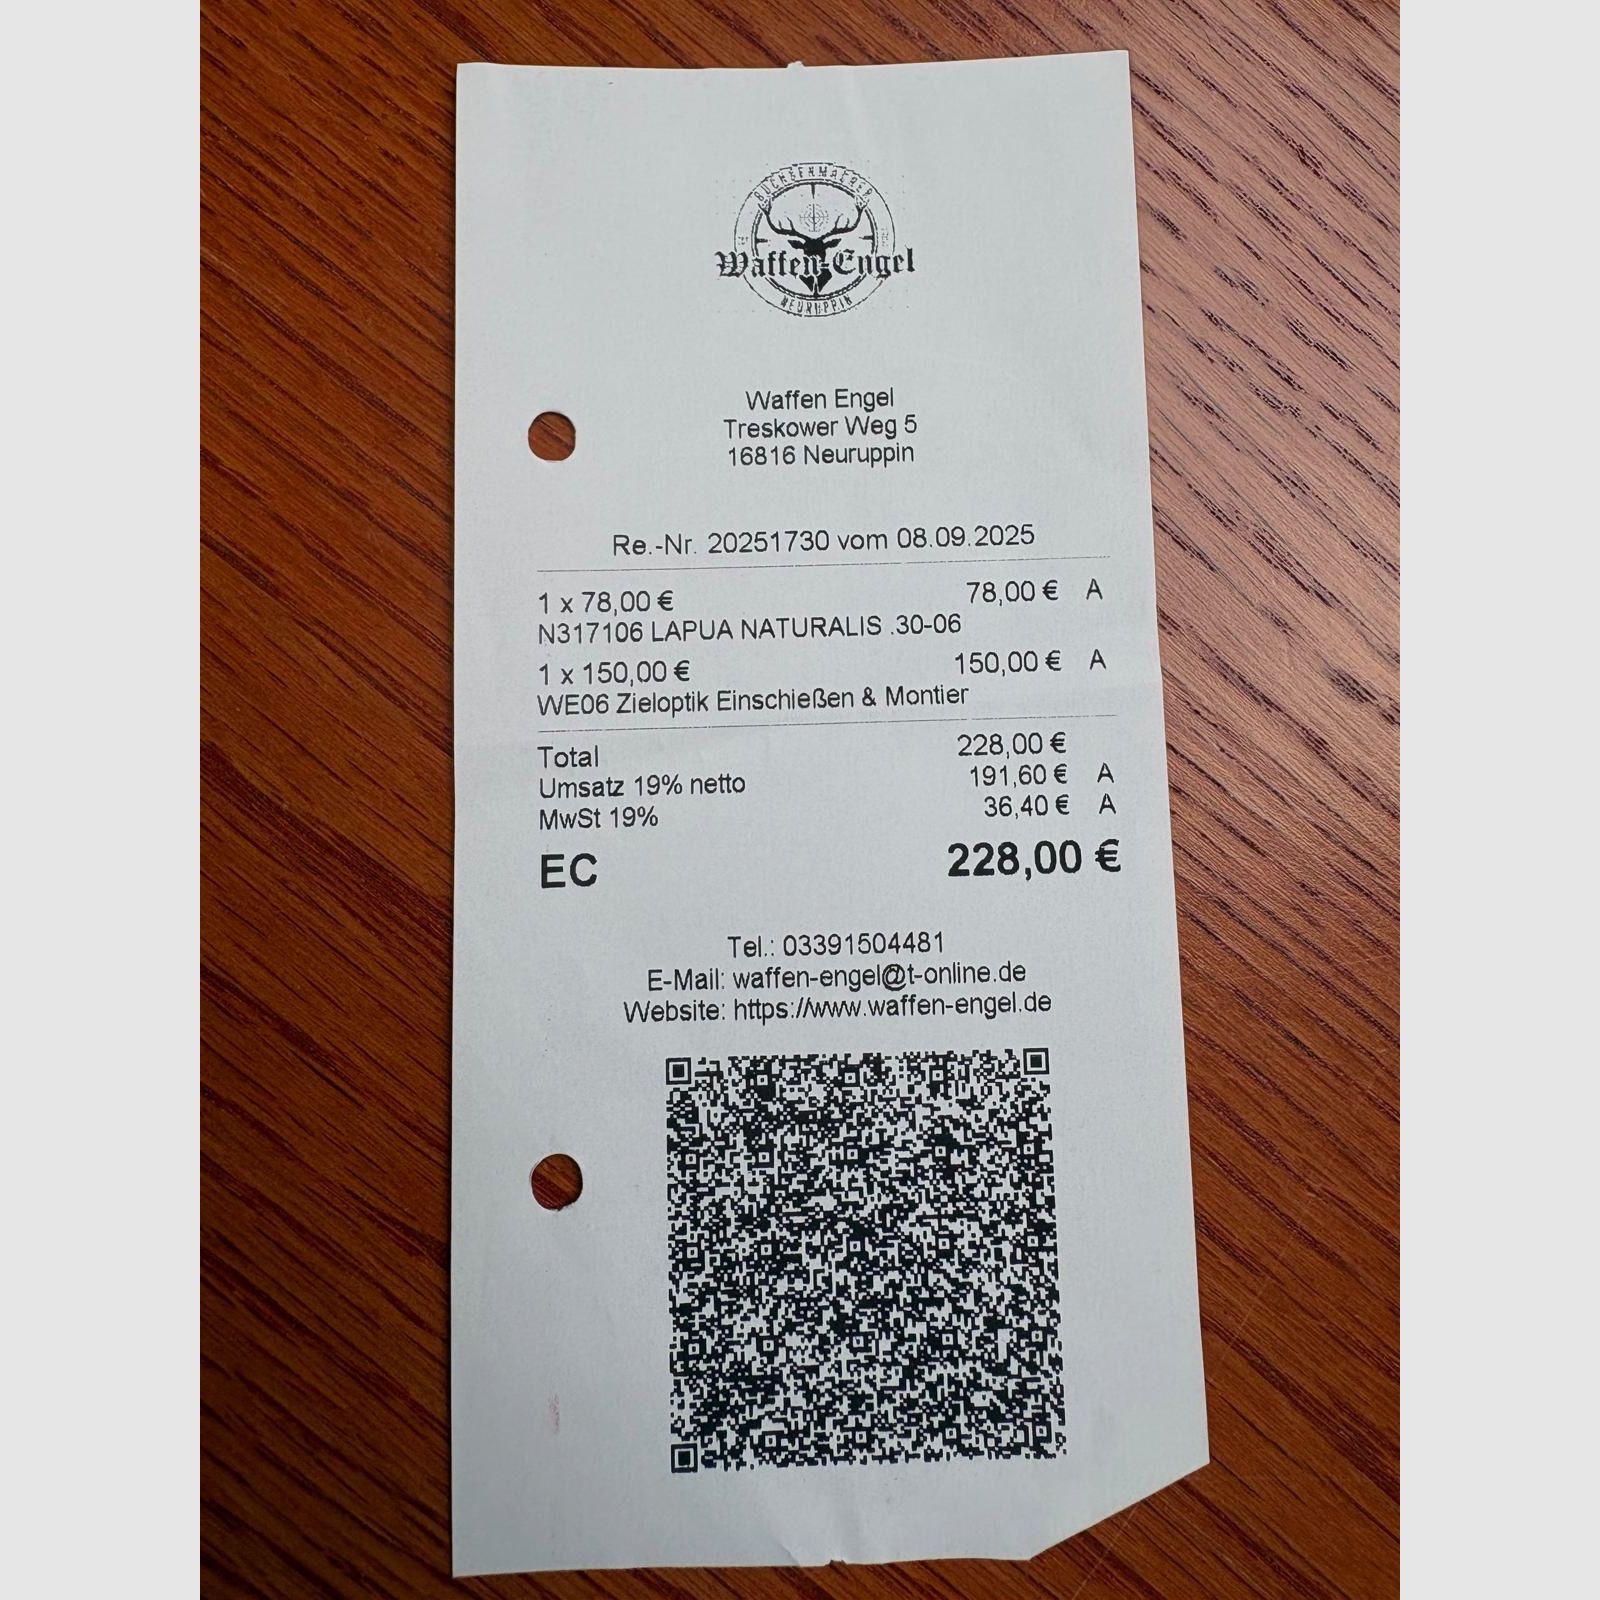 BÜCHSENMACHER
Waffen-Engel
NEURUPPIN
Waffen Engel
Treskower Weg 5
16816 Neuruppin
Re.-Nr. 20251730 vom 08.09.2025
1 x 78,00 € 78,00 € A
N317106 LAPUA NATURALIS .30-06
1 x 150,00 € 150,00 € A
WE06 Zieloptik Einschießen & Montier
Total 228,00 €
Umsatz 19% netto 191,60 € A
MwSt 19% 36,40 € A
EC 228,00 €
Tel.: 03391504481
E-Mail: waffen-engel@t-online.de
Website: https://www.waffen-engel.de